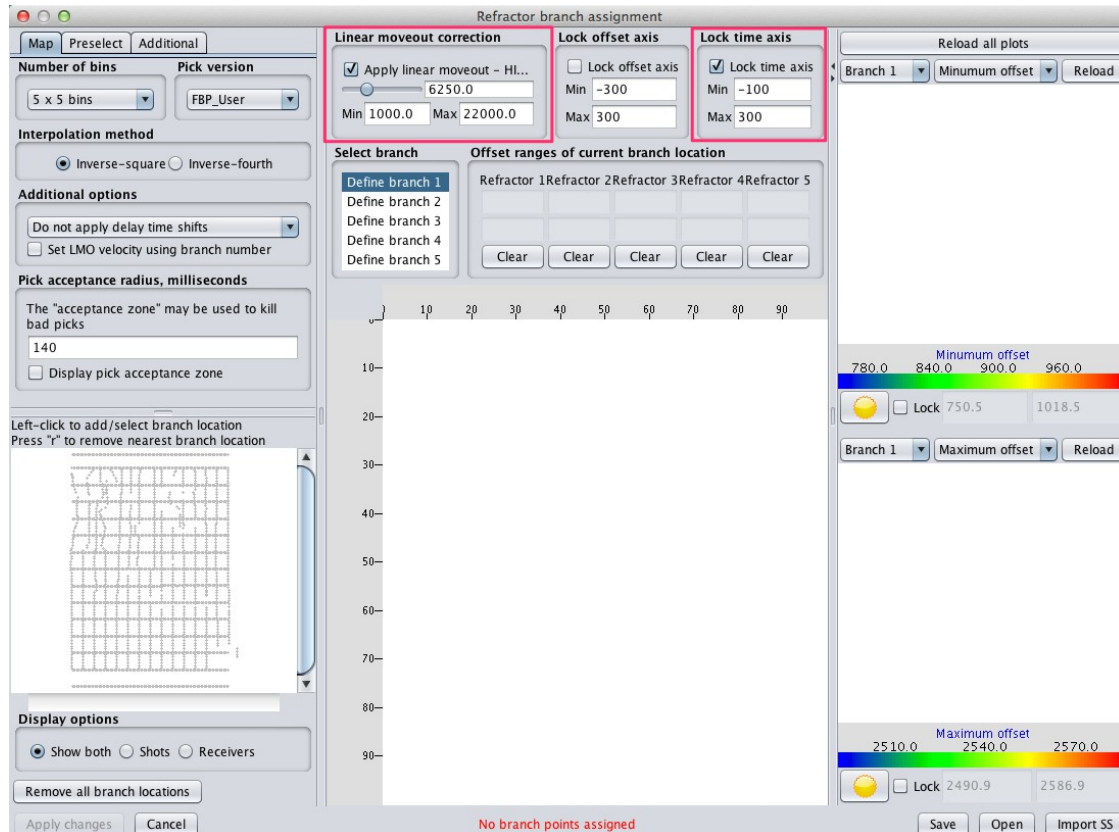 Refractor branch assignment
Map Preselect Additional
Number of bins Pick version
5 x 5 bins FBP_User
Interpolation method
Inverse-square Inverse-fourth
Additional options
Do not apply delay time shifts
Set LMO velocity using branch number
Pick acceptance radius, milliseconds
The "acceptance zone" may be used to kill
bad picks
140
Display pick acceptance zone
Left-click to add/select branch location
Press "r" to remove nearest branch location
Display options
Show both Shots Receivers
Remove all branch locations
Apply changes Cancel
Linear moveout correction
Apply linear moveout - HI...
6250.0
Min 1000.0 Max 22000.0
Lock offset axis
Lock offset axis
Min -300
Max 300
Lock time axis
Lock time axis
Min -100
Max 300
Select branch
Define branch 1
Define branch 2
Define branch 3
Define branch 4
Define branch 5
Offset ranges of current branch location
Refractor 1 Refractor 2 Refractor 3 Refractor 4 Refractor 5
Clear Clear Clear Clear Clear
0 10 20 30 40 50 60 70 80 90
0
10
20
30
40
50
60
70
80
90
No branch points assigned
Reload all plots
Branch 1 Minumum offset Reload
Minumum offset
780.0 840.0 900.0 960.0
Lock 750.5 1018.5
Branch 1 Maximum offset Reload
Maximum offset
2510.0 2540.0 2570.0
Lock 2490.9 2586.9
Save Open Import SS